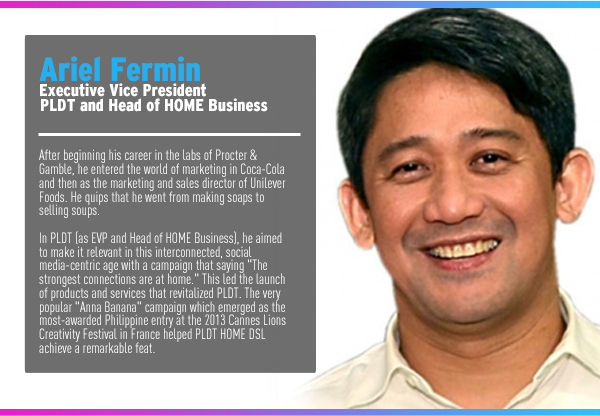 Ariel Fermin
Executive Vice President
PLDT and Head of HOME Business
After beginning his career in the labs of Procter &
Gamble, he entered the world of marketing in Coca-Cola
and then as the marketing and sales director of Unilever
Foods. He quips that he went from making soaps to
selling soups.
In PLDT (as EVP and Head of HOME Business), he aimed
to make it relevant in this interconnected, social
media-centric age with a campaign that saying "The
strongest connections are at home." This led the launch
of products and services that revitalized PLDT. The very
popular "Anna Banana" campaign which emerged as the
most-awarded Philippine entry at the 2013 Cannes Lions
Creativity Festival in France helped PLDT HOME DSL
achieve a remarkable feat.